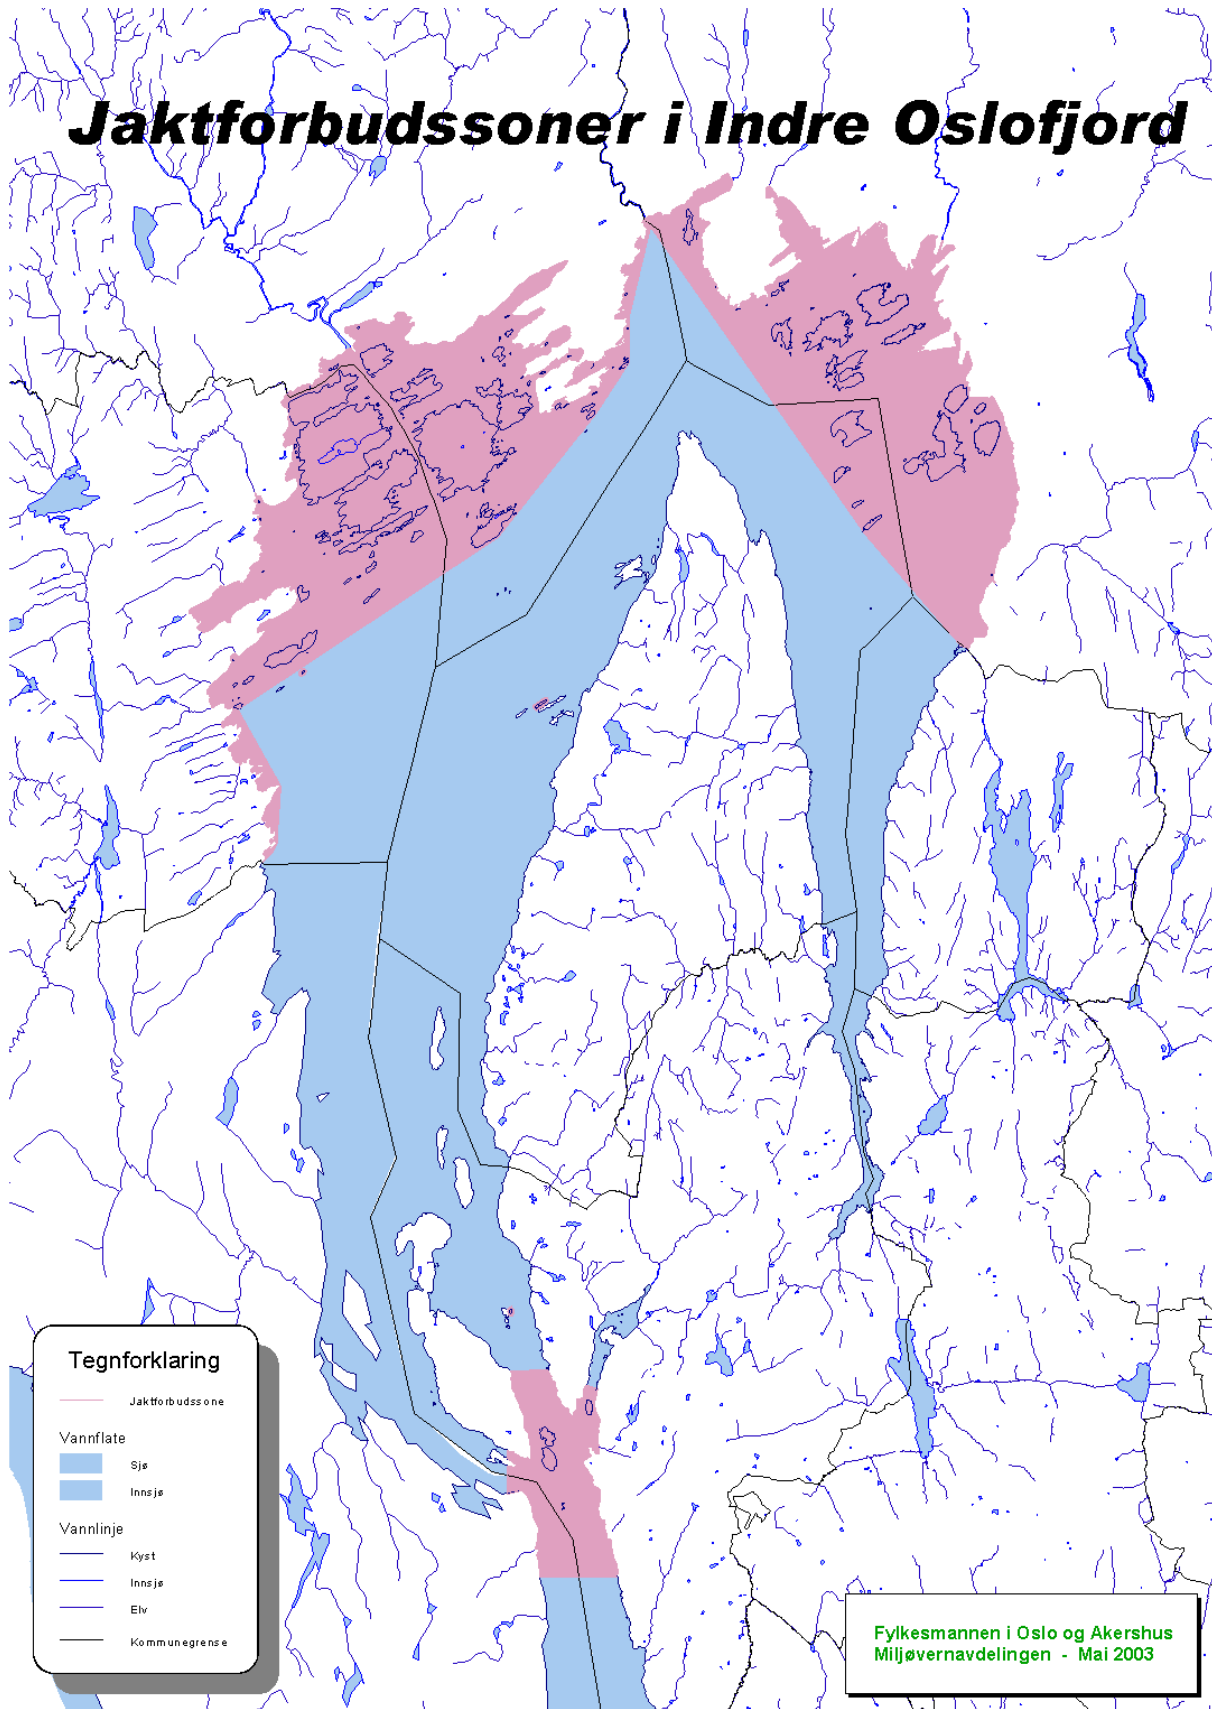 Jaktforbudssoner i Indre Oslofjord
Tegnforklaring
Jaktforbudssone
Vannflate
Sjø
Innsjø
Vannlinje
Kyst
Innsjø
Elv
Kommunegrense
Fylkesmannen i Oslo og Akershus
Miljøvernavdelingen - Mai 2003